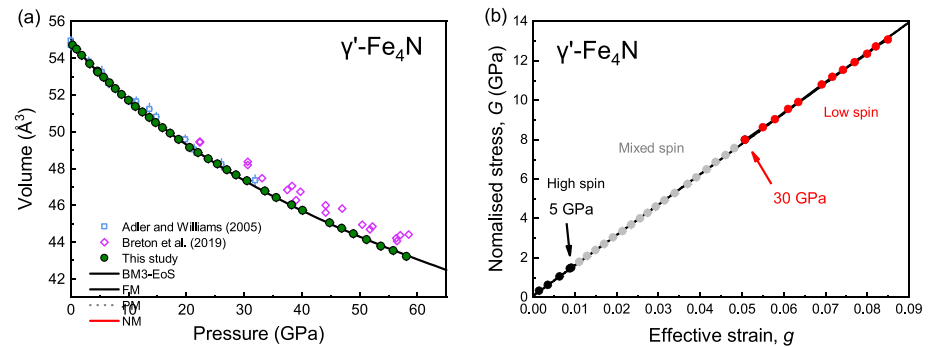 (a)
γ'-Fe₄N
56
54
52
50
48
46
44
42
Volume (Å³)
Adler and Williams (2005)
Breton et al. (2019)
This study
BM3-EoS
FM
PM
NM
0
10
20
30
40
50
60
Pressure (GPa)
(b)
γ'-Fe₄N
14
12
10
8
6
4
2
0
Nomalised stress, G (GPa)
Low spin
Mixed spin
High spin
5 GPa
30 GPa
0.00
0.01
0.02
0.03
0.04
0.05
0.06
0.07
0.08
0.09
Effective strain, g